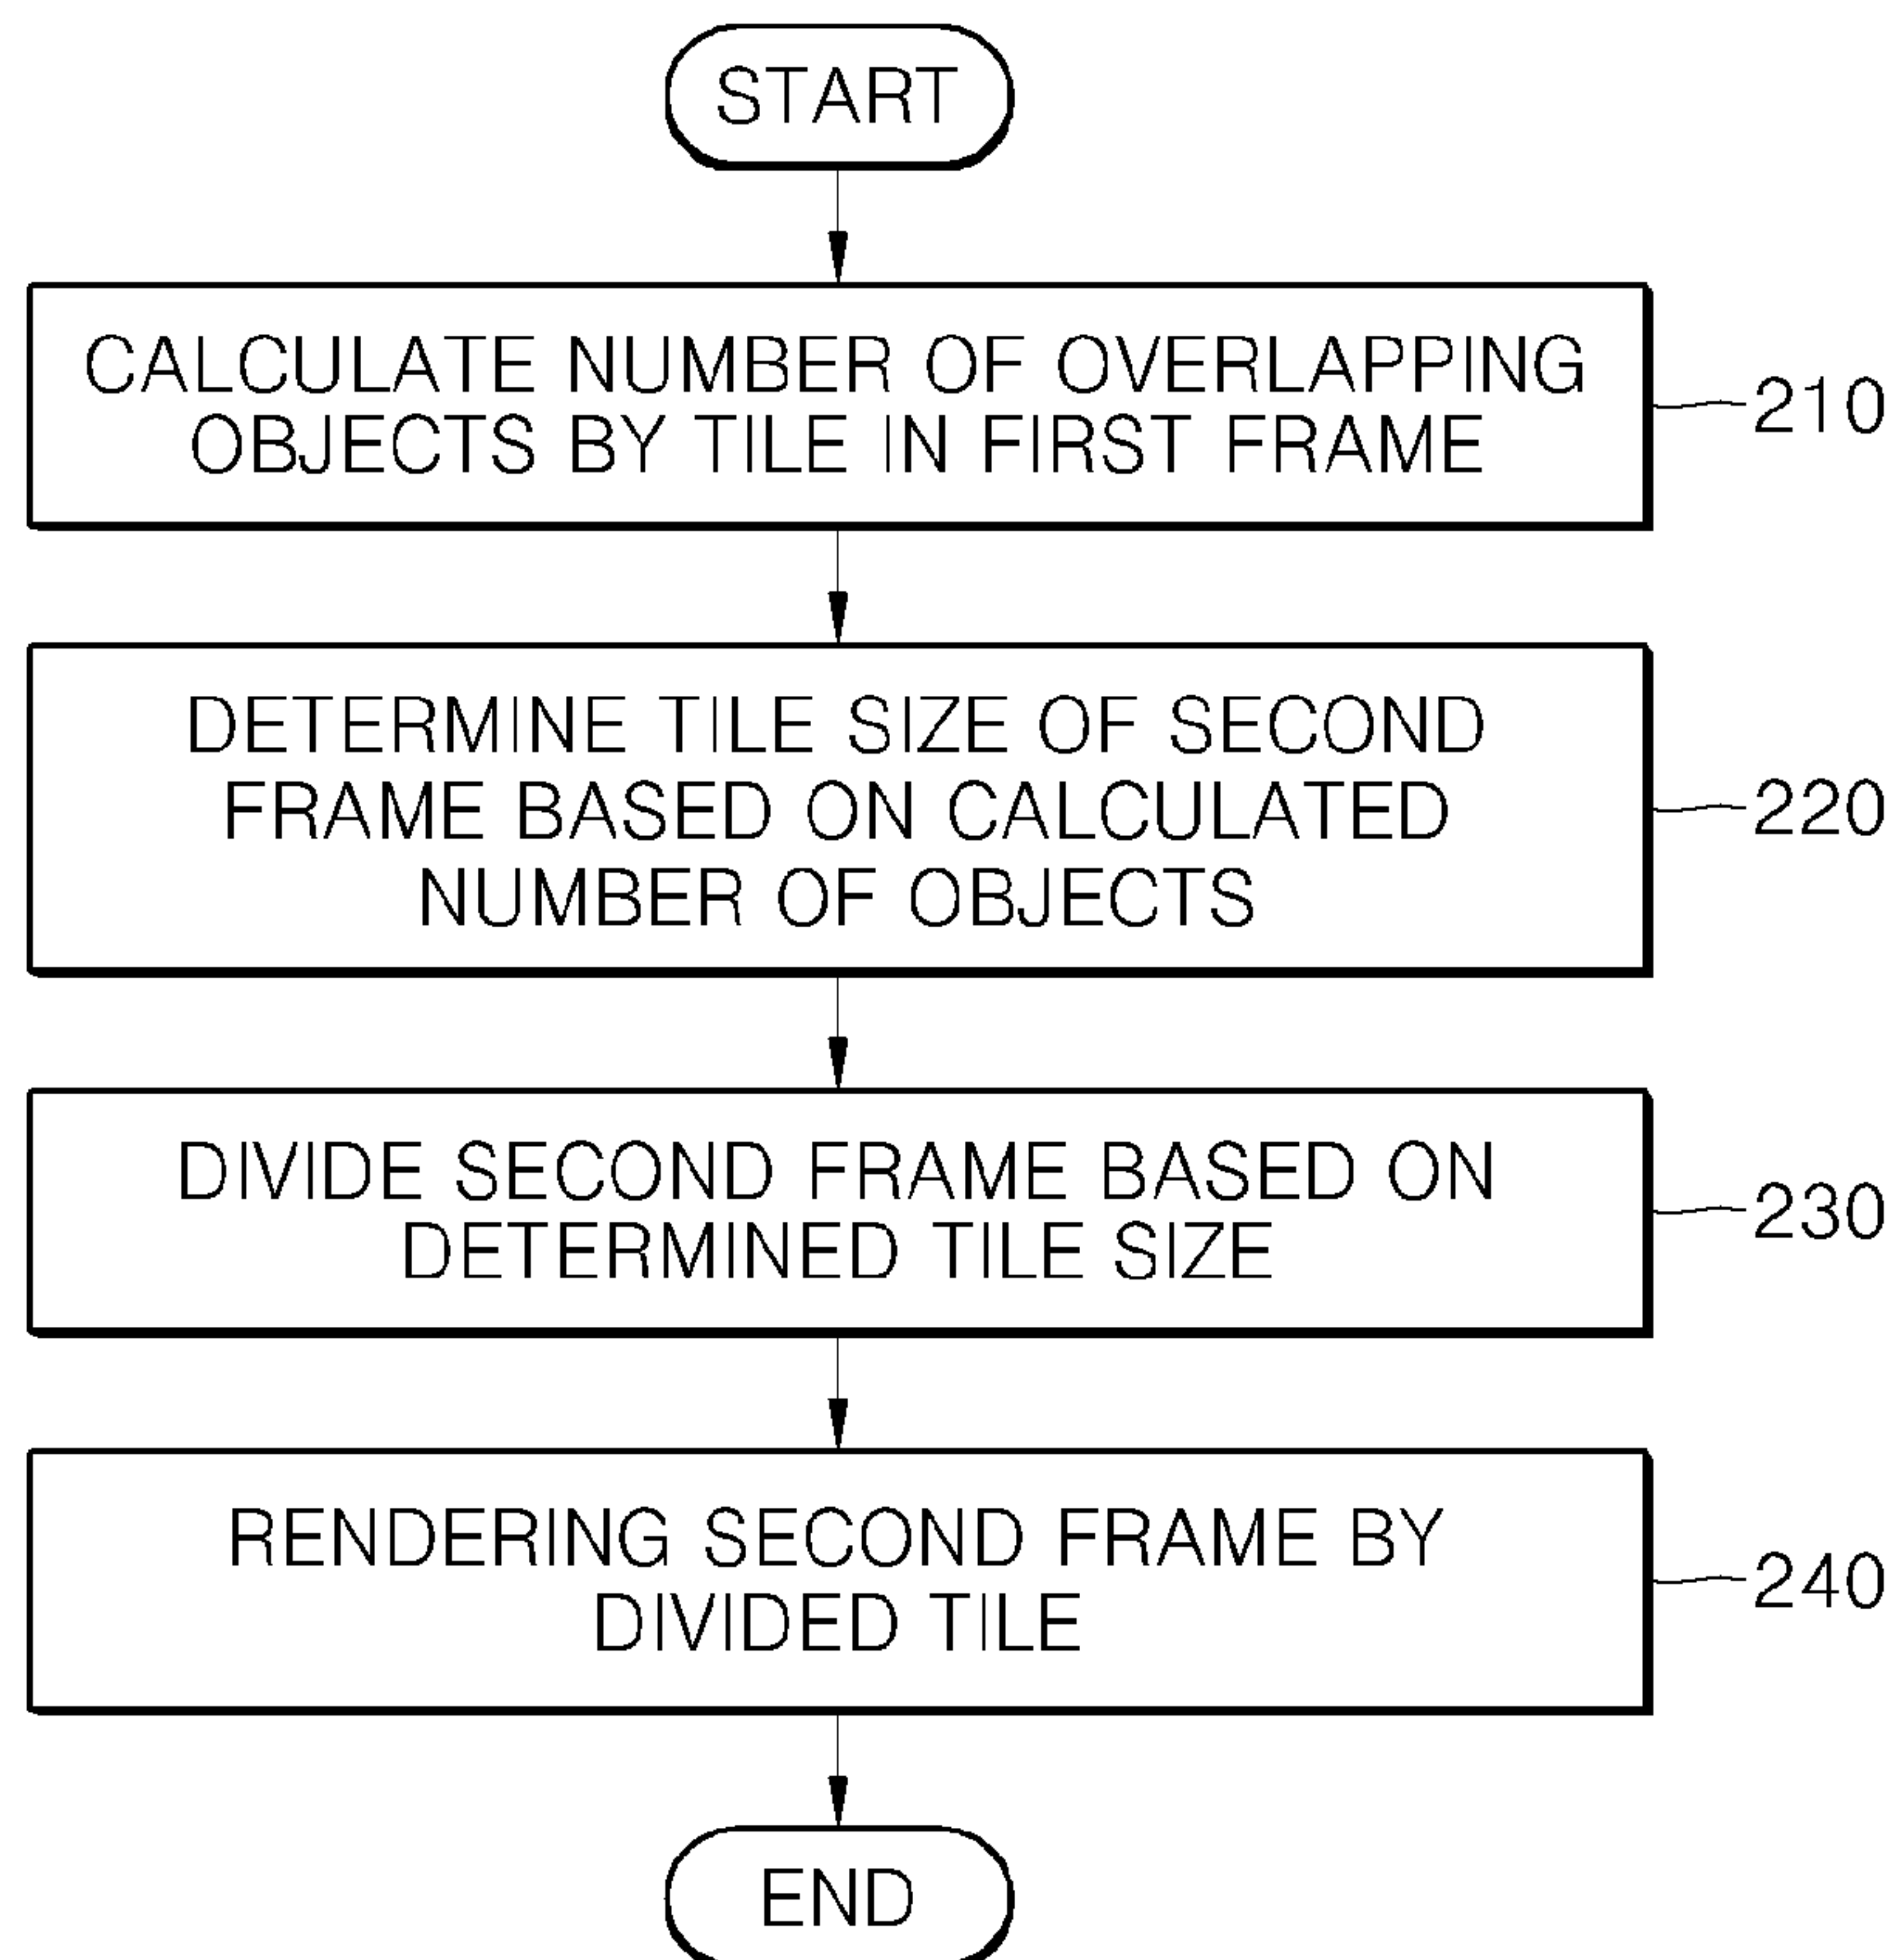 START
CALCULATE NUMBER OF OVERLAPPING
OBJECTS BY TILE IN FIRST FRAME
210
DETERMINE TILE SIZE OF SECOND
FRAME BASED ON CALCULATED
NUMBER OF OBJECTS
220
DIVIDE SECOND FRAME BASED ON
DETERMINED TILE SIZE
230
RENDERING SECOND FRAME BY
DIVIDED TILE
240
END